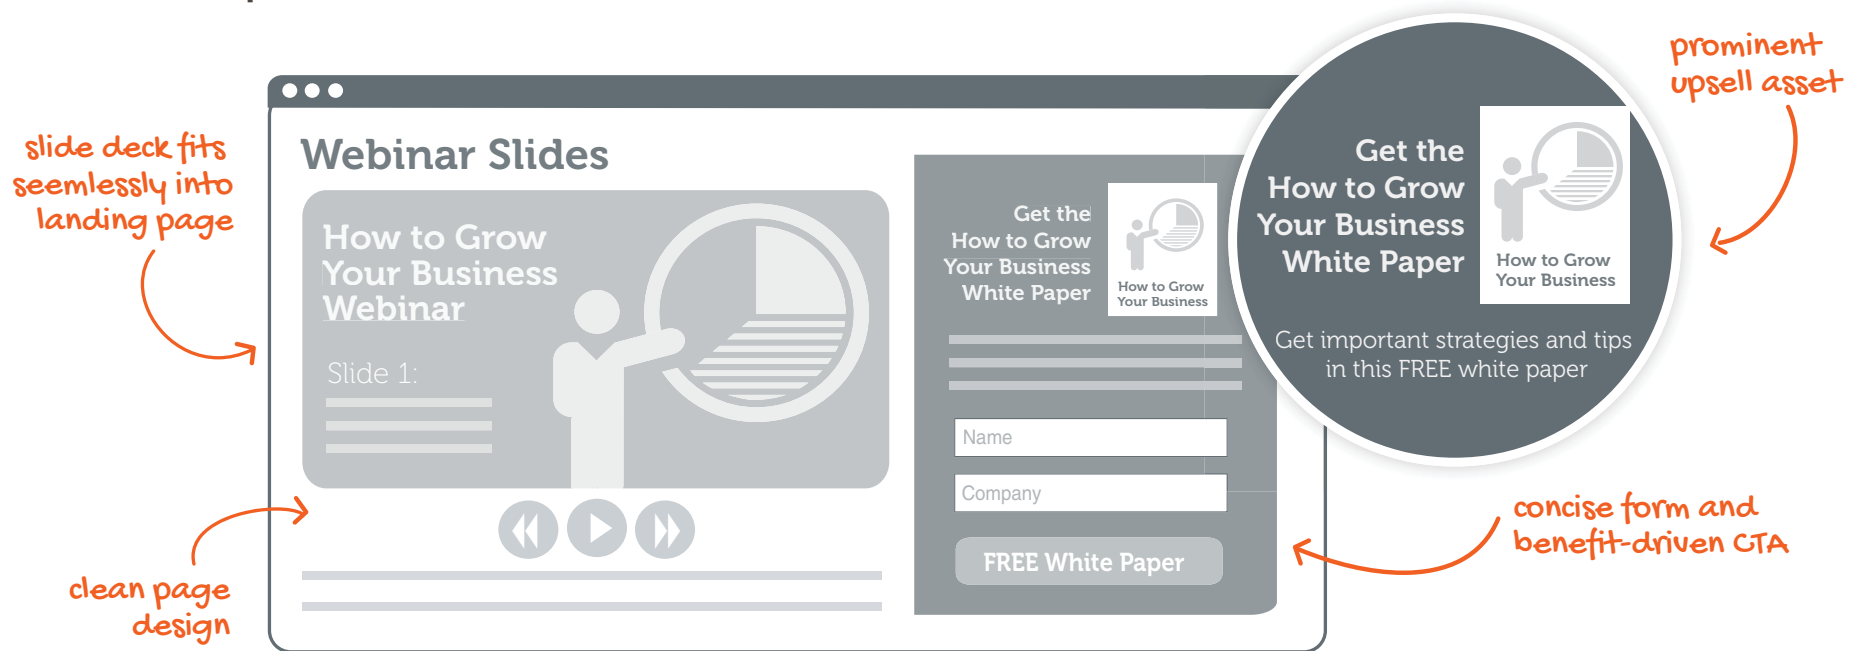 slide deck fits
seemlessly into
landing page
clean page
design
Webinar Slides
How to Grow
Your Business
Webinar
Slide 1:
Get the
How to Grow
Your Business
White Paper
How to Grow
Your Business
Name
Company
FREE White Paper
Get the
How to Grow
Your Business
White Paper
How to Grow
Your Business
Get important strategies and tips
in this FREE white paper
prominent
upsell asset
concise form and
benefit-driven CTA